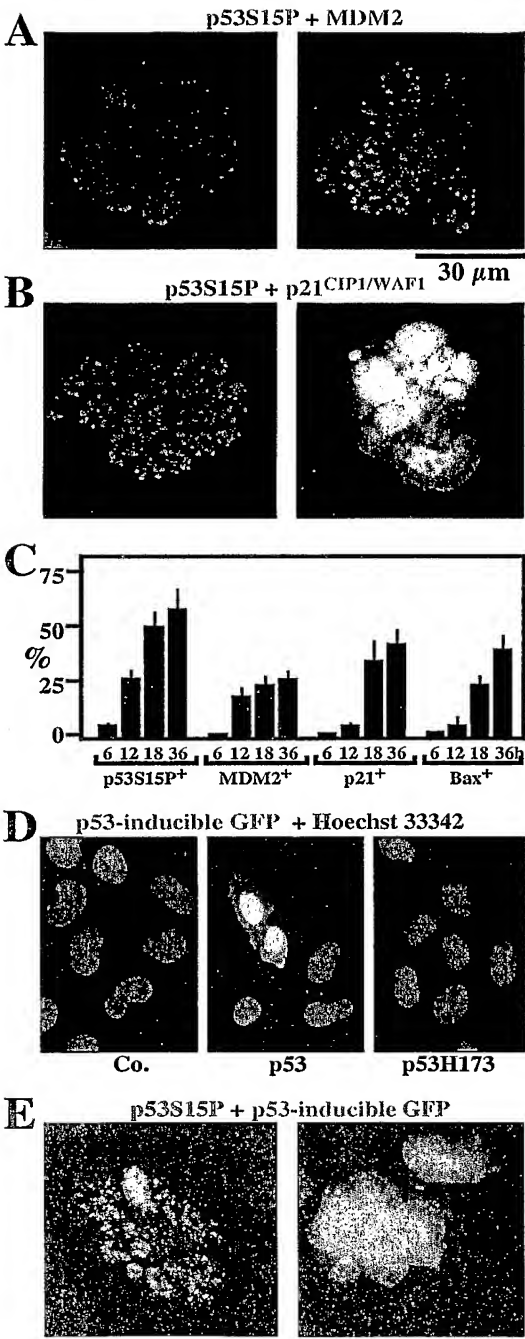 A p53S15P + MDM2
30 µm
B p53S15P + p21CIP1/WAF1
C
75
50
%
25
0
6 12 18 36 6 12 18 36 6 12 18 36 6 12 18 36h
p53S15P+ MDM2+ p21+ Bax+
D p53-inducible GFP + Hoechst 33342
Co. p53 p53H173
E p53S15P + p53-inducible GFP